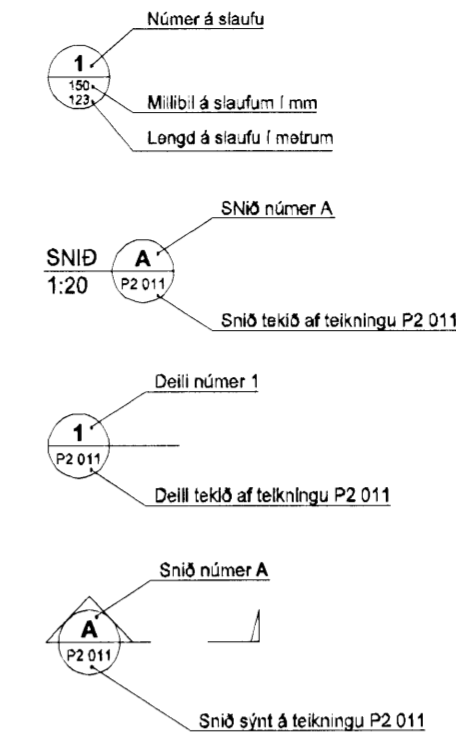 Númer á slaufu
1
150
123
Millibil á slaufum í mm
Lengd á slaufu í metrum
SNið númer A
SNIÐ
1:20
A
P2 011
Snið tekið af teikningu P2 011
Deili númer 1
1
P2 011
Deili tekið af teikningu P2 011
Snið númer A
A
P2 011
Snið sýnt á teikningu P2 011